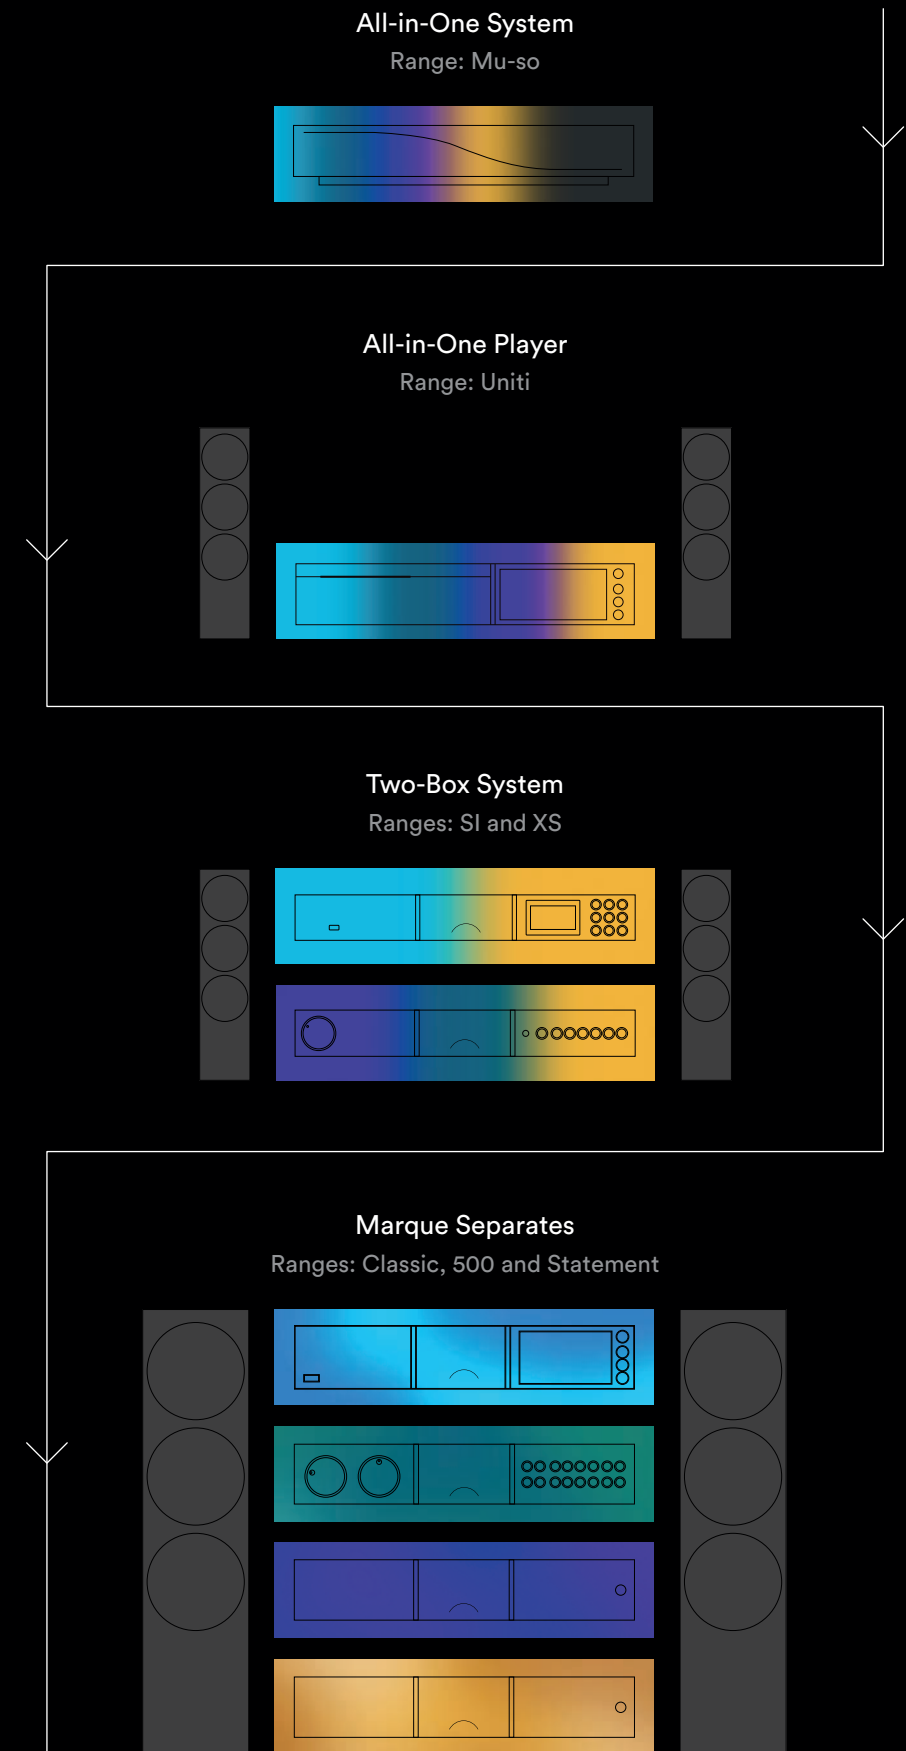 All-in-One System
Range: Mu-so
All-in-One Player
Range: Uniti
Two-Box System
Ranges: SI and XS
Marque Separates
Ranges: Classic, 500 and Statement